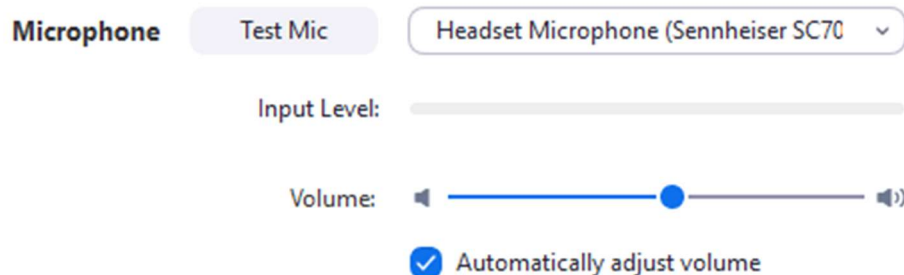 Microphone Test Mic Headset Microphone (Sennheiser SC70
Input Level:
Volume:
Automatically adjust volume